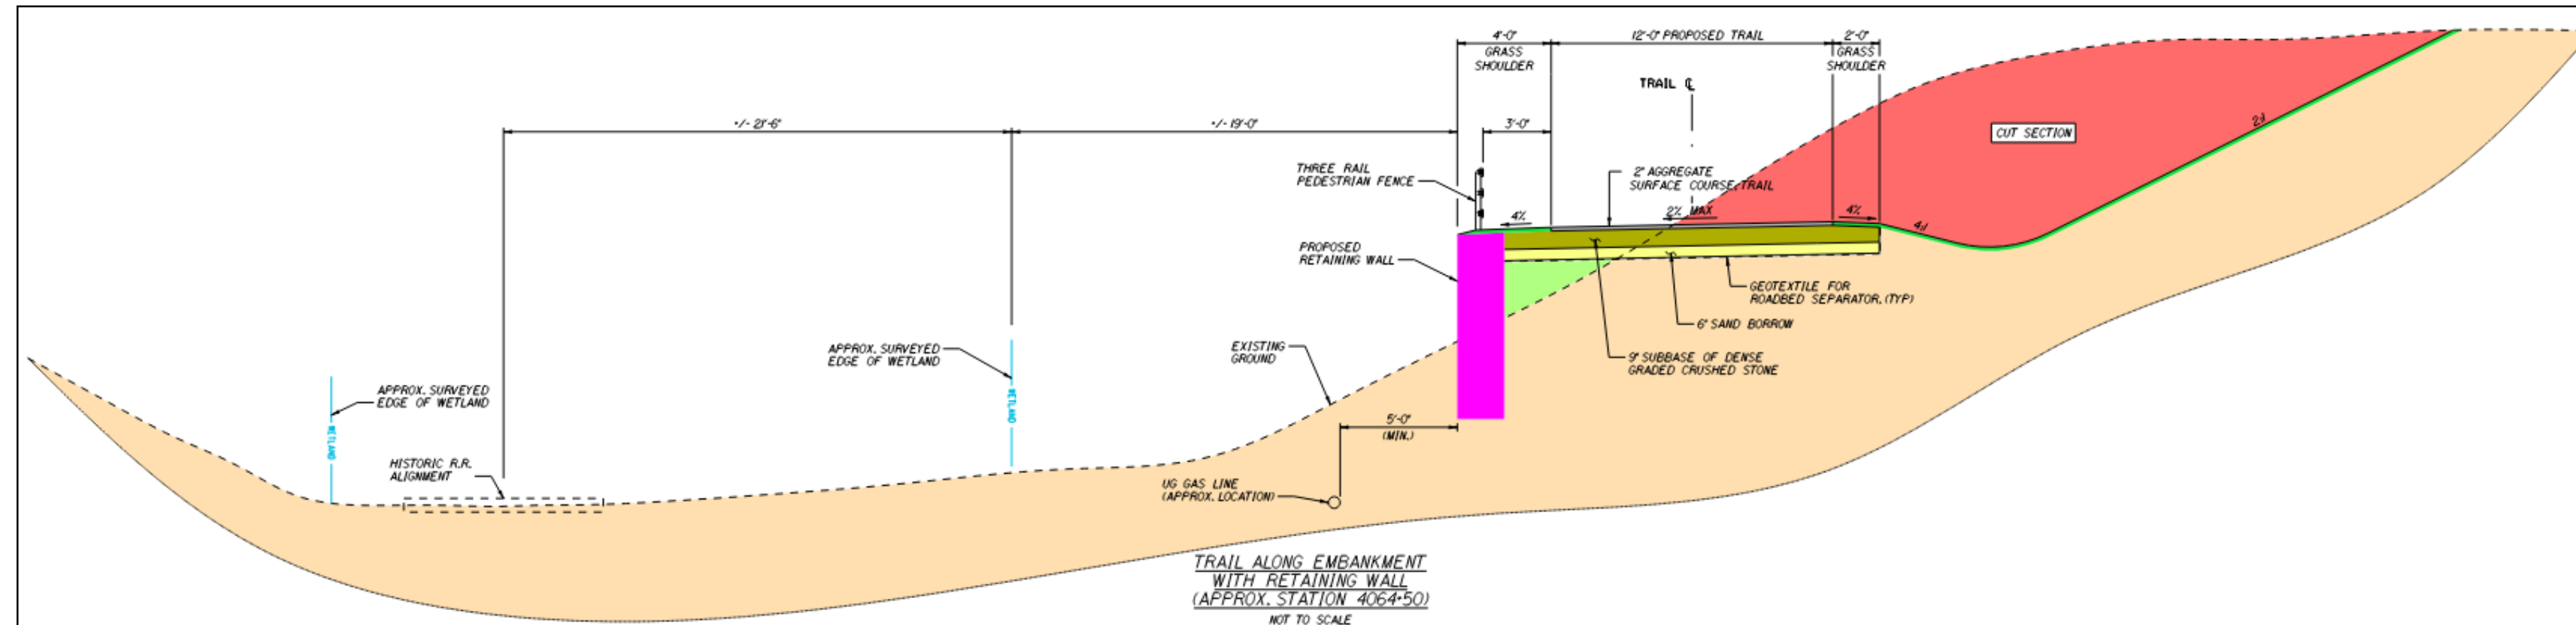 4'-0"
GRASS
SHOULDER
12'-0" PROPOSED TRAIL
2'-0"
GRASS
SHOULDER
TRAIL ℄
+/- 21'-6"
+/- 19'-0"
3'-0"
CUT SECTION
2:1
THREE RAIL
PEDESTRIAN FENCE
2" AGGREGATE
SURFACE COURSE, TRAIL
4%
2% MAX
4%
4:1
PROPOSED
RETAINING WALL
GEOTEXTILE FOR
ROADBED SEPARATOR, (TYP)
6" SAND BORROW
9" SUBBASE OF DENSE
GRADED CRUSHED STONE
APPROX. SURVEYED
EDGE OF WETLAND
EXISTING
GROUND
APPROX. SURVEYED
EDGE OF WETLAND
WETLAND
WETLAND
5'-0"
(MIN.)
HISTORIC R.R.
ALIGNMENT
UG GAS LINE
(APPROX. LOCATION)
TRAIL ALONG EMBANKMENT
WITH RETAINING WALL
(APPROX. STATION 4064+50)
NOT TO SCALE